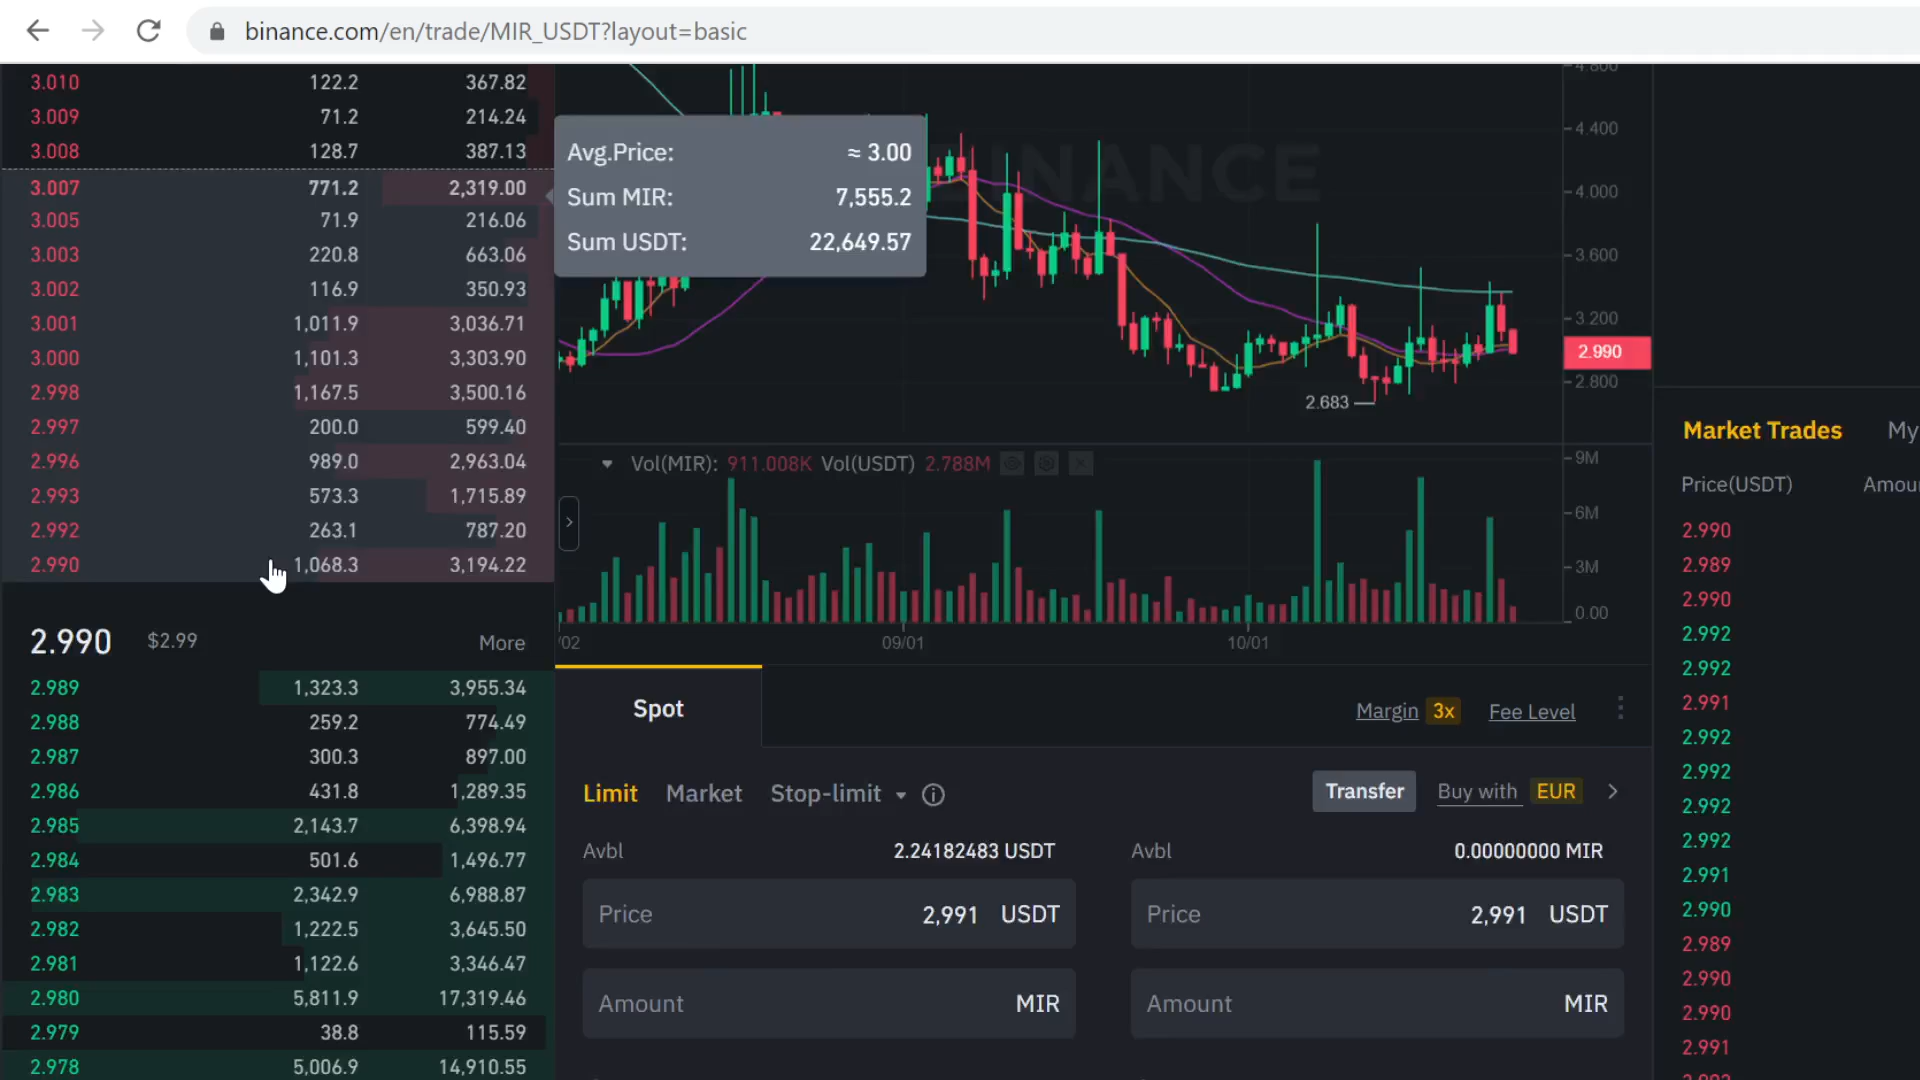 binance.com/en/trade/MIR_USDT?layout=basic
3.010 122.2 367.82
3.009 71.2 214.24
3.008 128.7 387.13
3.007 771.2 2,319.00
3.005 71.9 216.06
3.003 220.8 663.06
3.002 116.9 350.93
3.001 1,011.9 3,036.71
3.000 1,101.3 3,303.90
2.998 1,167.5 3,500.16
2.997 200.0 599.40
2.996 989.0 2,963.04
2.993 573.3 1,715.89
2.992 263.1 787.20
2.990 1,068.3 3,194.22
2.990 $2.99 More
2.989 1,323.3 3,955.34
2.988 259.2 774.49
2.987 300.3 897.00
2.986 431.8 1,289.35
2.985 2,143.7 6,398.94
2.984 501.6 1,496.77
2.983 2,342.9 6,988.87
2.982 1,222.5 3,645.50
2.981 1,122.6 3,346.47
2.980 5,811.9 17,319.46
2.979 38.8 115.59
2.978 5,006.9 14,910.55
Avg.Price: ≈ 3.00
Sum MIR: 7,555.2
Sum USDT: 22,649.57
BINANCE
4.800
4.400
4.000
3.600
3.200
2.990
2.800
2.683
Vol(MIR): 911.008K Vol(USDT) 2.788M
9M
6M
3M
0.00
/02 09/01 10/01
Spot
Margin 3x Fee Level
Limit Market Stop-limit
Transfer Buy with EUR
Avbl 2.24182483 USDT
Price 2,991 USDT
Amount MIR
Avbl 0.00000000 MIR
Price 2,991 USDT
Amount MIR
Market Trades My
Price(USDT) Amou
2.990
2.989
2.990
2.992
2.992
2.991
2.992
2.992
2.992
2.992
2.991
2.990
2.989
2.990
2.990
2.991